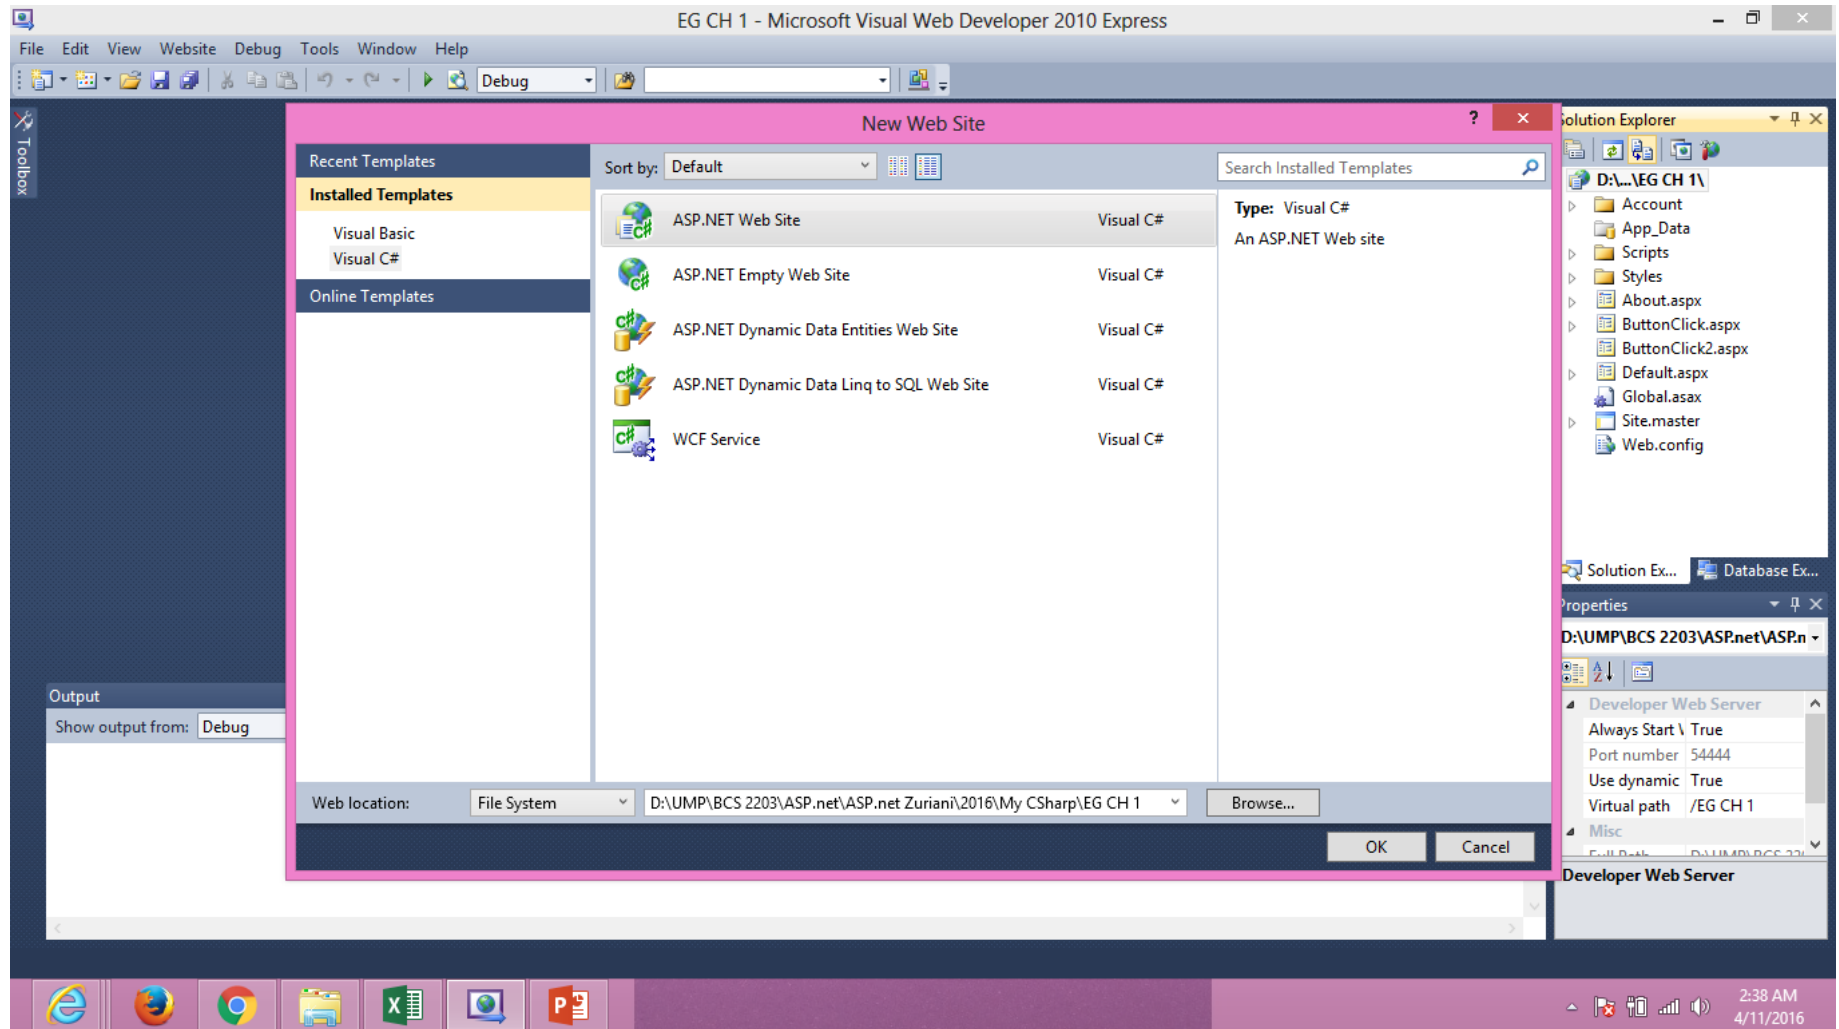 EG CH 1 - Microsoft Visual Web Developer 2010 Express
File Edit View Website Debug Tools Window Help
Debug
Toolbox
New Web Site
?
Recent Templates
Installed Templates
Visual Basic
Visual C#
Online Templates
Sort by: Default
Search Installed Templates
ASP.NET Web Site Visual C#
ASP.NET Empty Web Site Visual C#
ASP.NET Dynamic Data Entities Web Site Visual C#
ASP.NET Dynamic Data Linq to SQL Web Site Visual C#
WCF Service Visual C#
Type: Visual C#
An ASP.NET Web site
Web location: File System D:\UMP\BCS 2203\ASP.net\ASP.net Zuriani\2016\My CSharp\EG CH 1 Browse...
OK Cancel
Solution Explorer
D:\...\EG CH 1\
Account
App_Data
Scripts
Styles
About.aspx
ButtonClick.aspx
ButtonClick2.aspx
Default.aspx
Global.asax
Site.master
Web.config
Solution Ex... Database Ex...
Properties
D:\UMP\BCS 2203\ASP.net\ASP.n
Developer Web Server
Always Start True
Port number 54444
Use dynamic True
Virtual path /EG CH 1
Misc
Developer Web Server
Output
Show output from: Debug
2:38 AM
4/11/2016